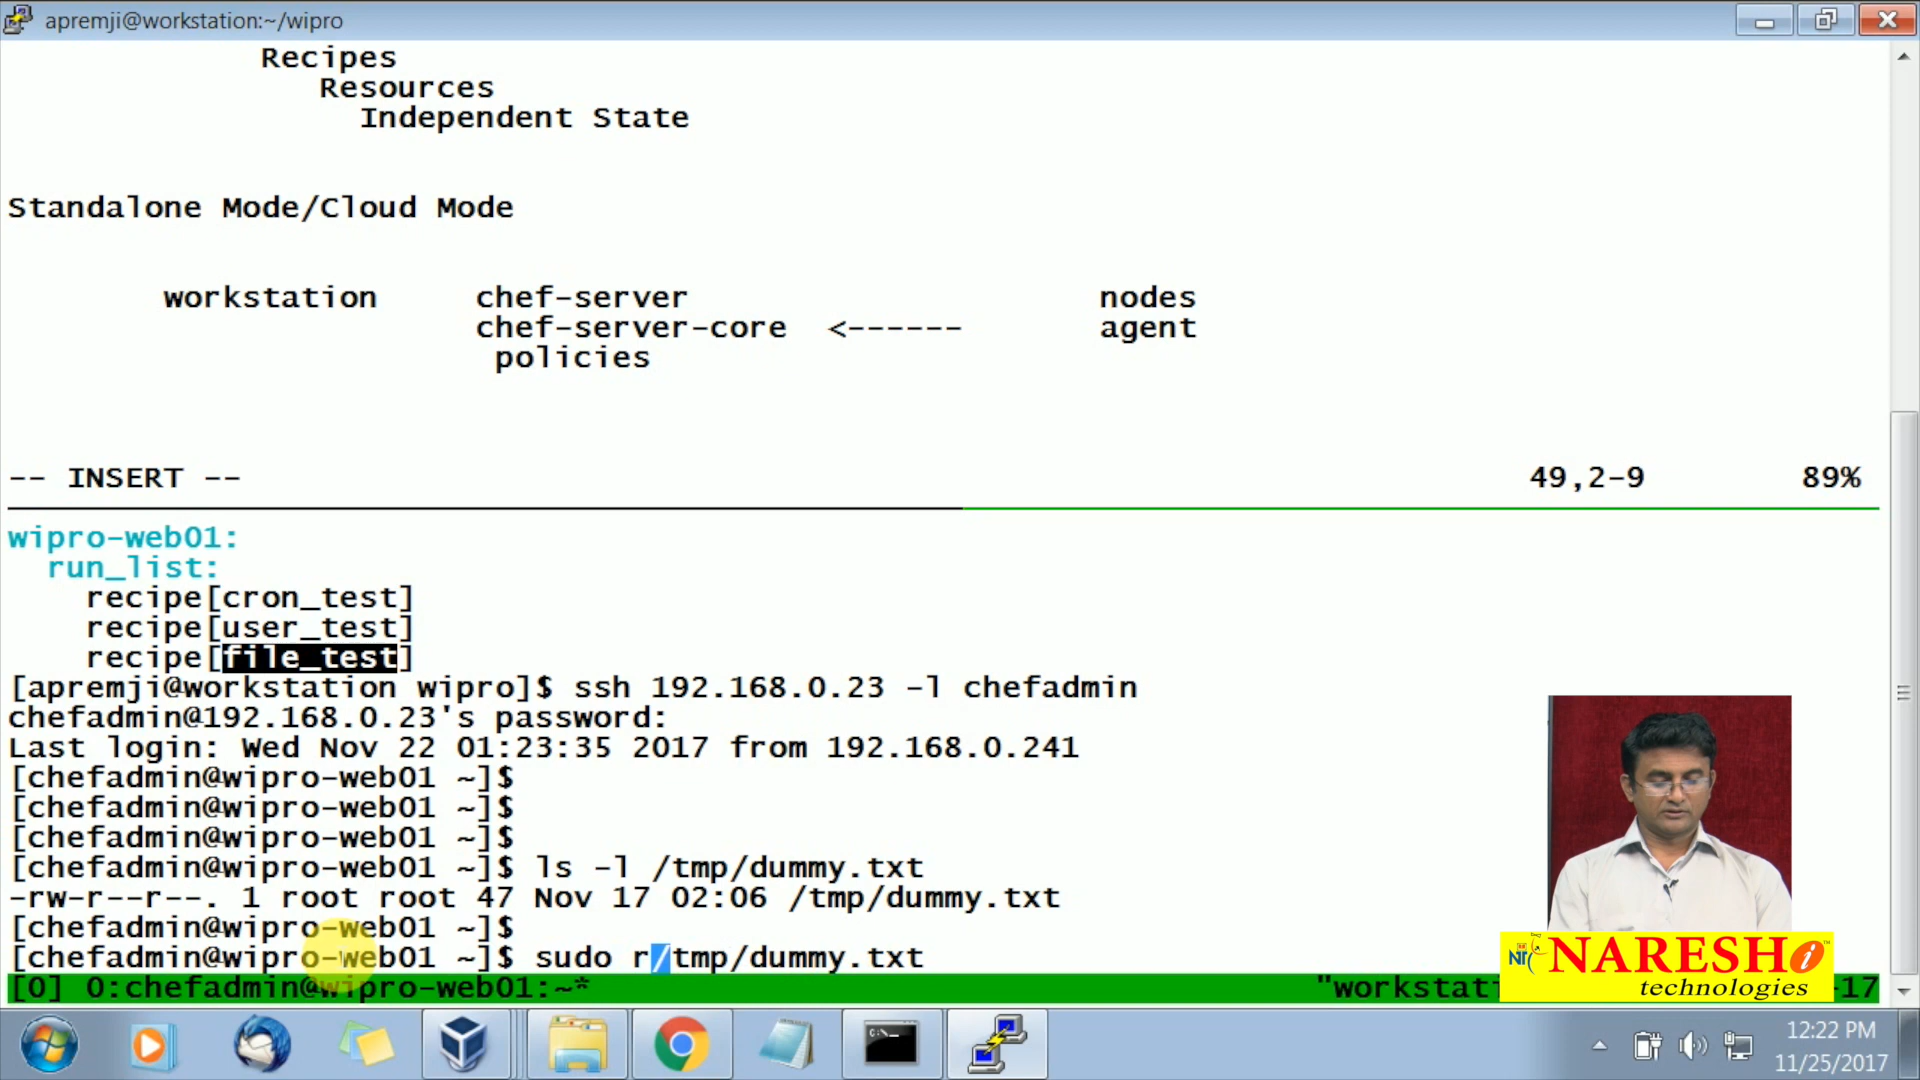 apremji@workstation:~/wipro
Recipes
Resources
Independent State
Standalone Mode/Cloud Mode
workstation chef-server nodes
chef-server-core <------ agent
policies
-- INSERT -- 49,2-9 89%
wipro-web01:
run_list:
recipe[cron_test]
recipe[user_test]
recipe[file_test]
[apremji@workstation wipro]$ ssh 192.168.0.23 -l chefadmin
chefadmin@192.168.0.23's password:
Last login: Wed Nov 22 01:23:35 2017 from 192.168.0.241
[chefadmin@wipro-web01 ~]$
[chefadmin@wipro-web01 ~]$
[chefadmin@wipro-web01 ~]$
[chefadmin@wipro-web01 ~]$ ls -l /tmp/dummy.txt
-rw-r--r--. 1 root root 47 Nov 17 02:06 /tmp/dummy.txt
[chefadmin@wipro-web01 ~]$
[chefadmin@wipro-web01 ~]$ sudo r/tmp/dummy.txt
[0] 0:chefadmin@wipro-web01:~* "workstati -17
NARESH i
technologies
12:22 PM
11/25/2017